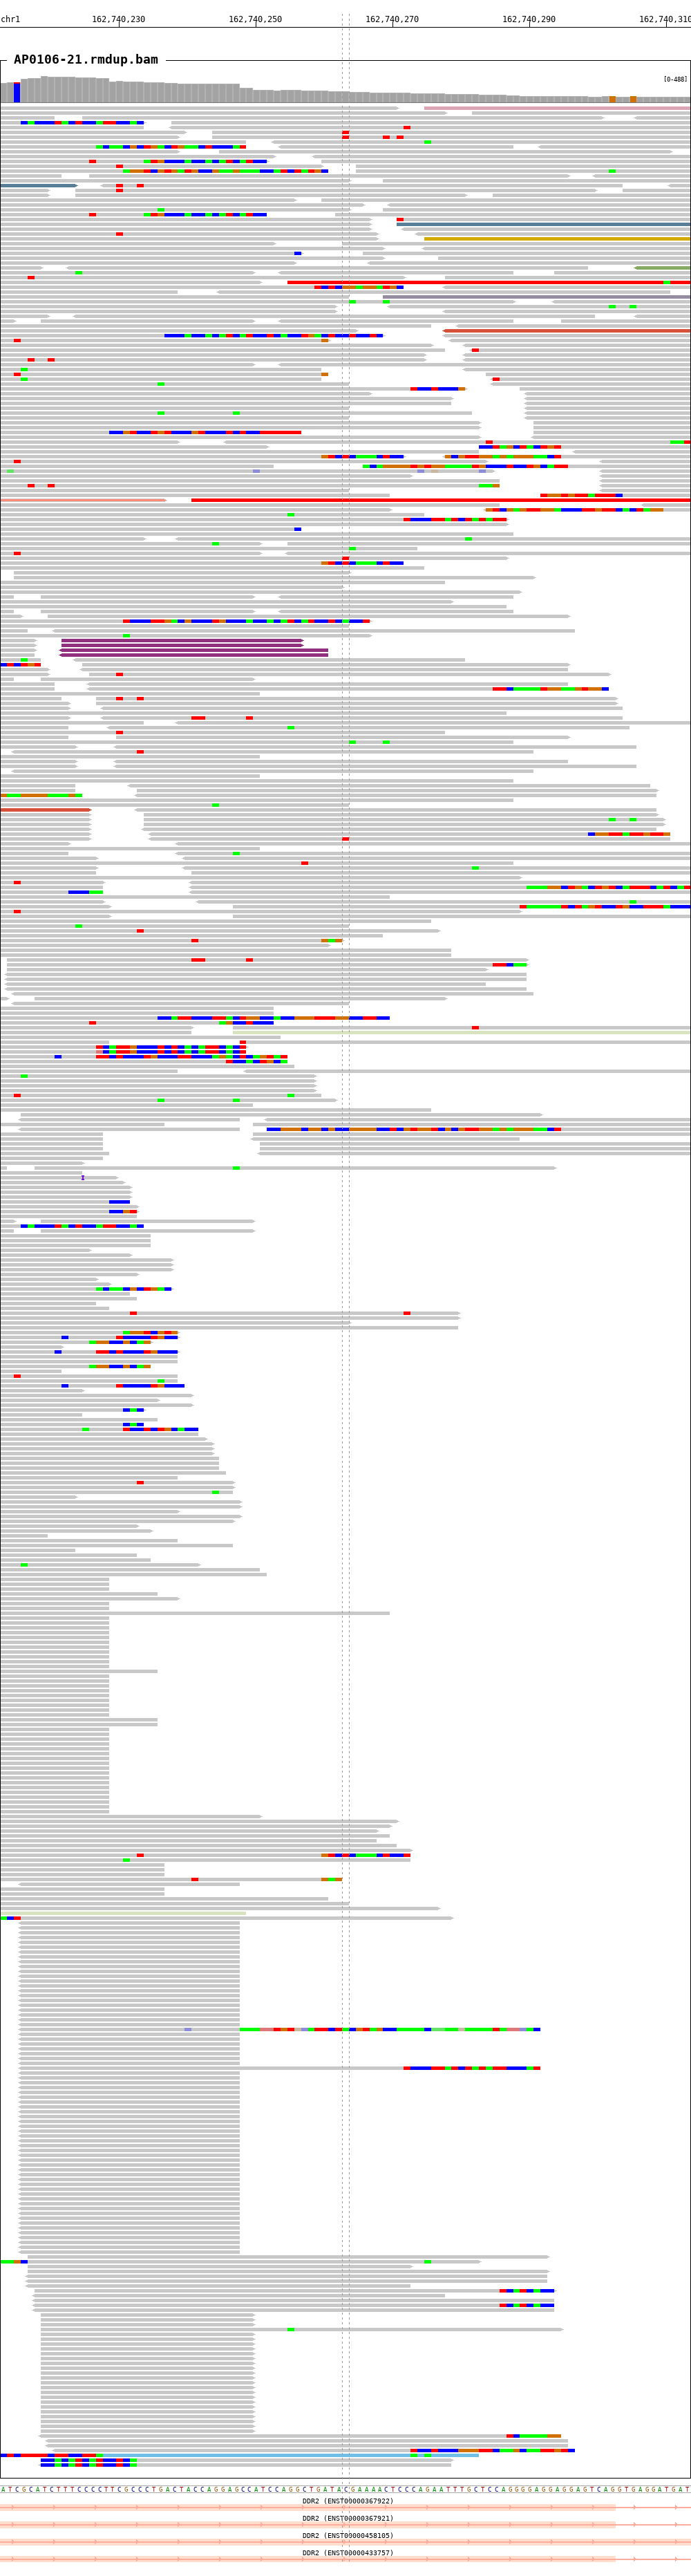 chr1 162,740,230 162,740,250 162,740,270 162,740,290 162,740,310
AP0106-21.rmdup.bam
[0-488]
ATCGCATCTTTCCCCTTCGCCCTGACTACCAGGAGCCATCCAGGCTGATACGAAAACTCCCAGAATTTGCTCCAGGGGAGGAGGAGTCAGGTGAGGATGAT
DDR2 (ENST00000367922)
DDR2 (ENST00000367921)
DDR2 (ENST00000458105)
DDR2 (ENST00000433757)